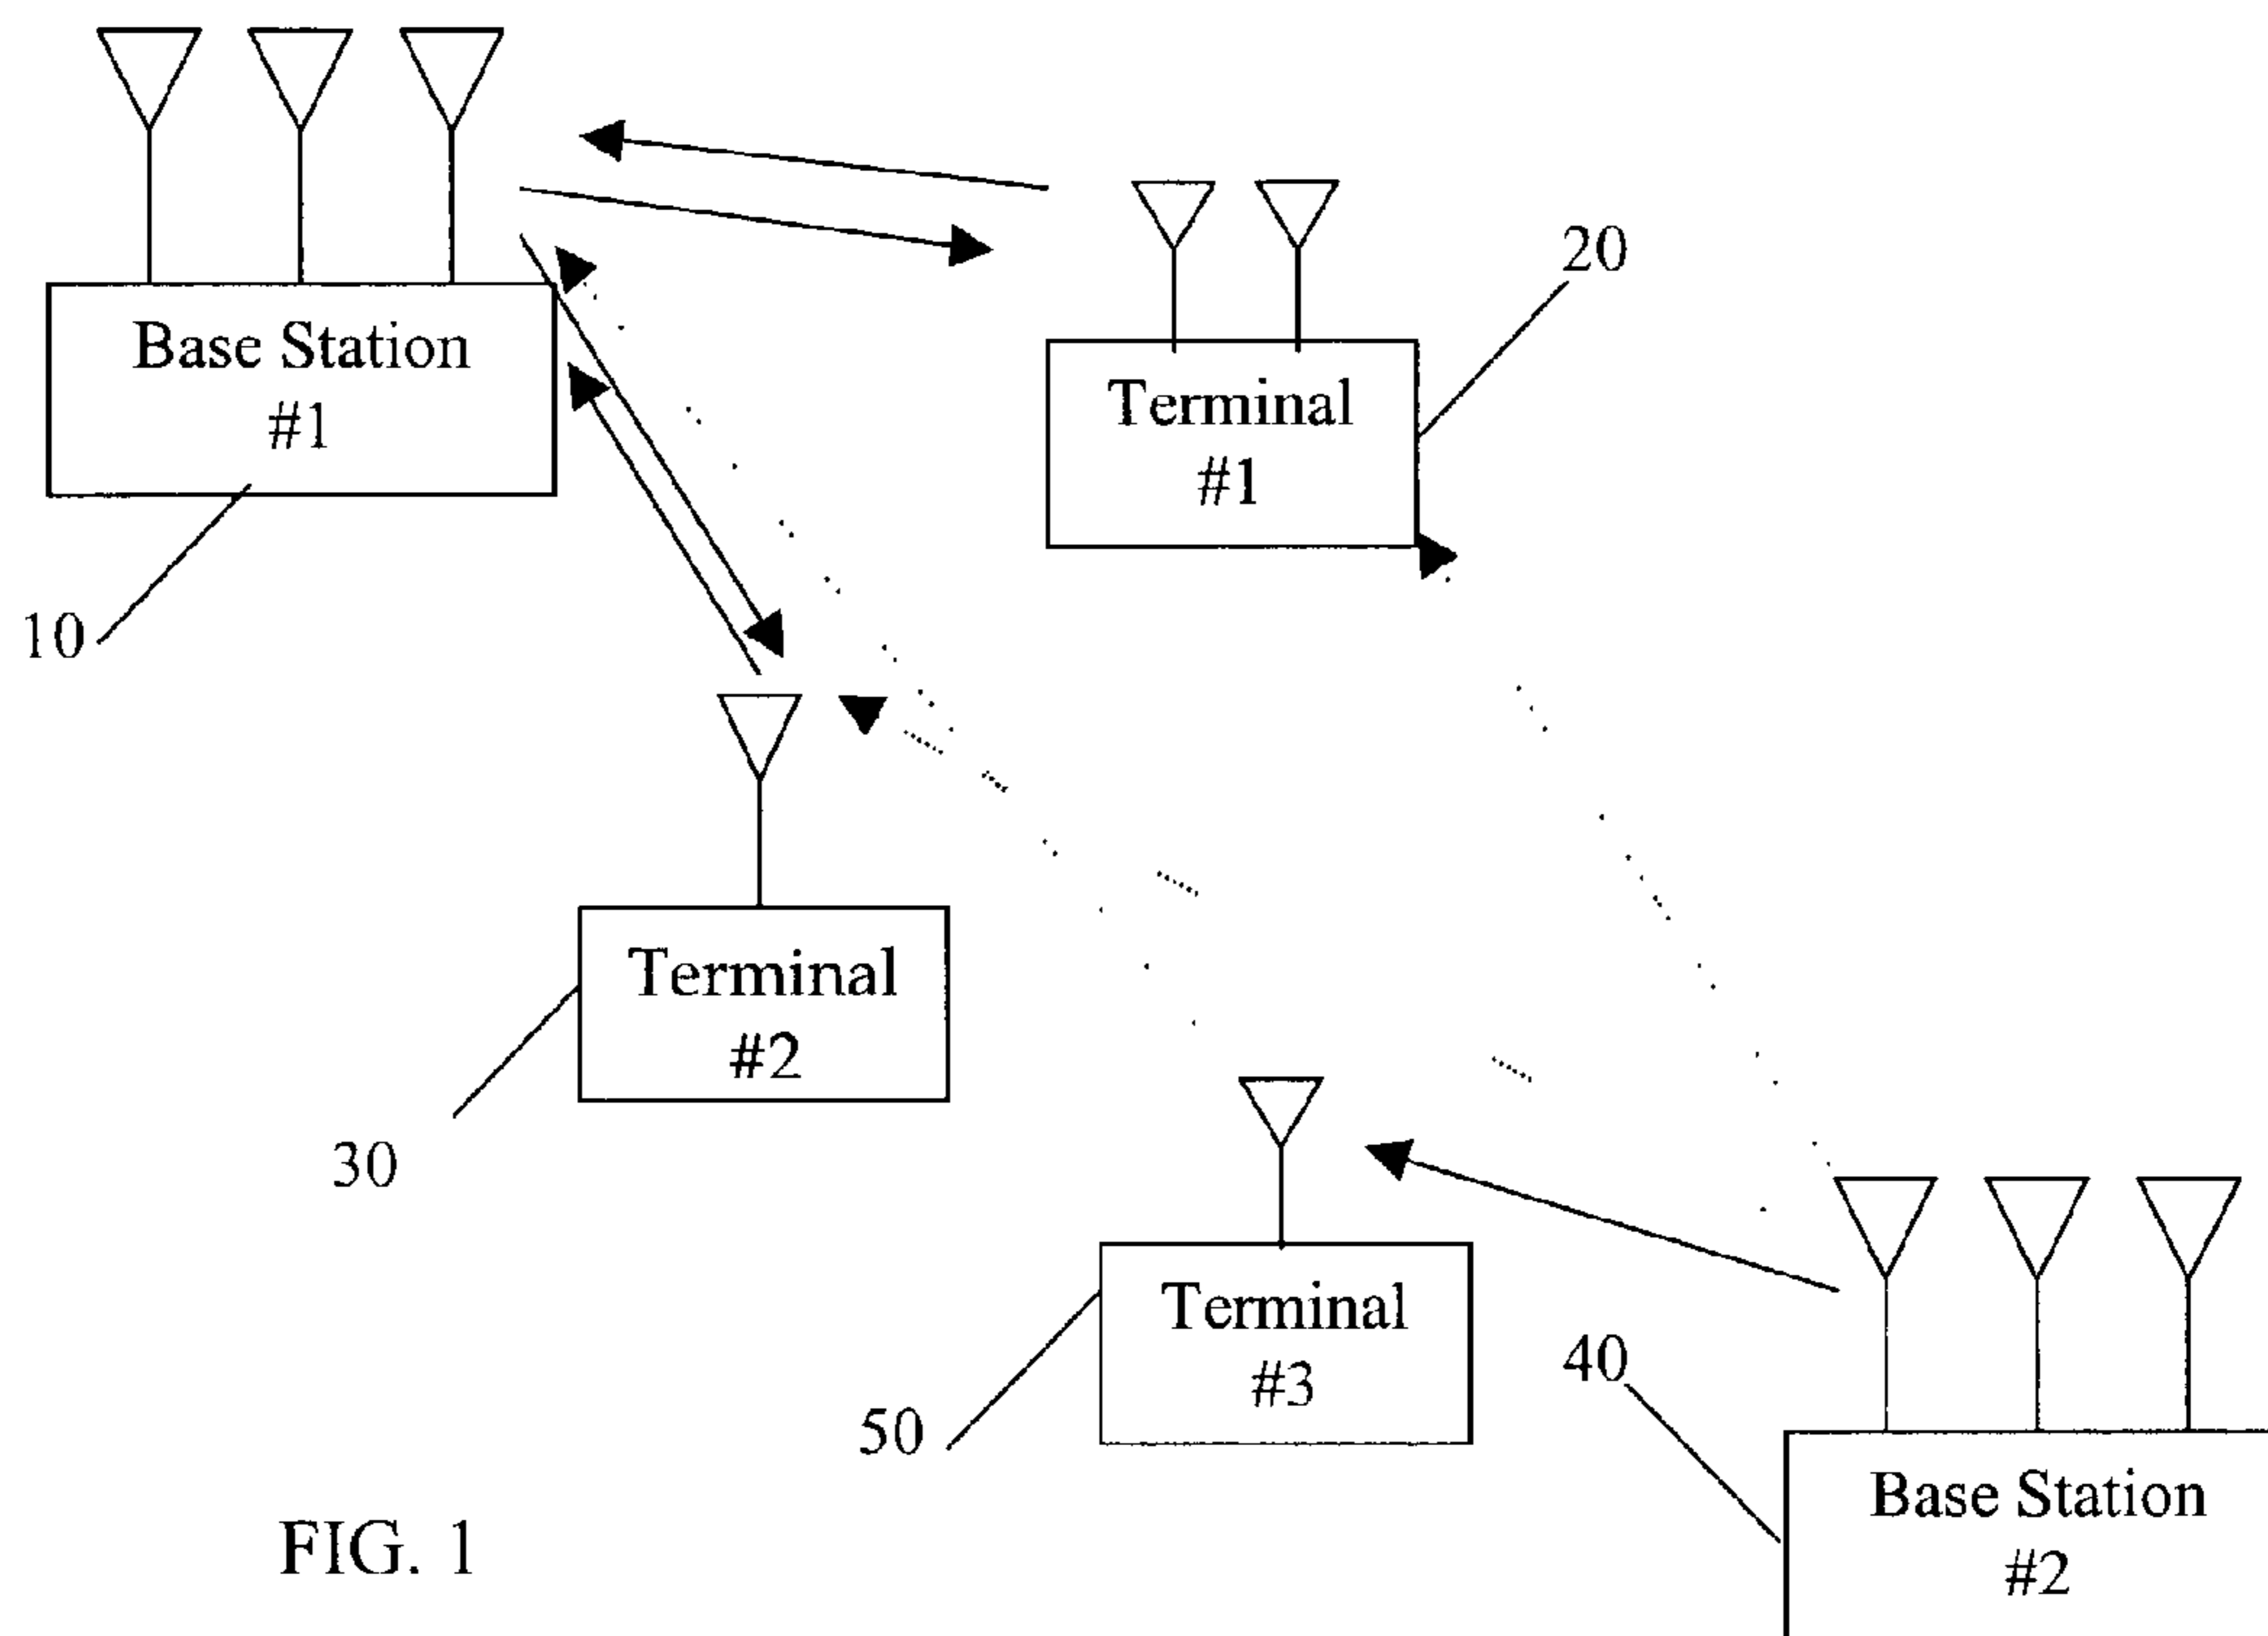 Base Station
#1
20
Terminal
#1
10
Terminal
#2
30
Terminal
#3
40
50
Base Station
#2
FIG. 1